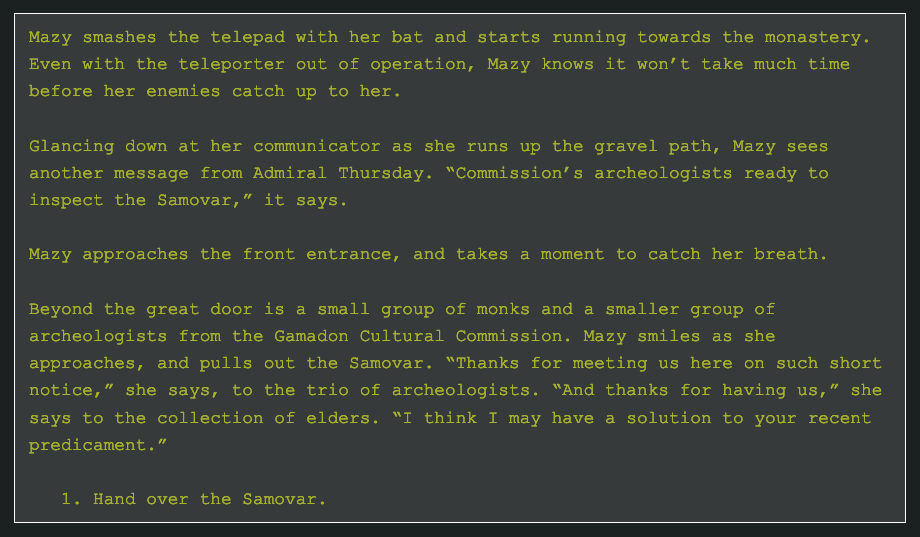 Mazy smashes the telepad with her bat and starts running towards the monastery.
Even with the teleporter out of operation, Mazy knows it won’t take much time
before her enemies catch up to her.
Glancing down at her communicator as she runs up the gravel path, Mazy sees
another message from Admiral Thursday. “Commission’s archeologists ready to
inspect the Samovar,” it says.
Mazy approaches the front entrance, and takes a moment to catch her breath.
Beyond the great door is a small group of monks and a smaller group of
archeologists from the Gamadon Cultural Commission. Mazy smiles as she
approaches, and pulls out the Samovar. “Thanks for meeting us here on such short
notice,” she says, to the trio of archeologists. “And thanks for having us,” she
says to the collection of elders. “I think I may have a solution to your recent
predicament.”
1. Hand over the Samovar.